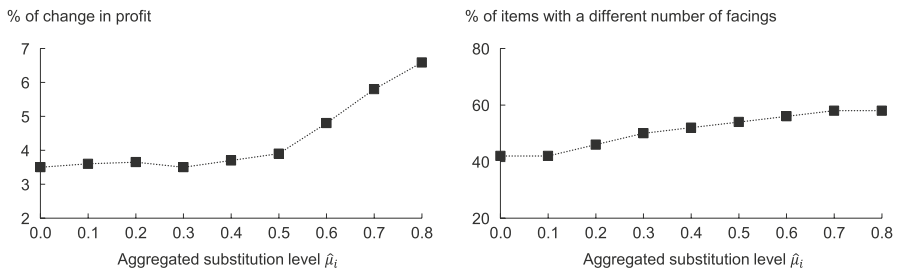 % of change in profit
7
6
5
4
3
2
0.0 0.1 0.2 0.3 0.4 0.5 0.6 0.7 0.8
Aggregated substitution level μ̂ᵢ
% of items with a different number of facings
80
60
40
20
0.0 0.1 0.2 0.3 0.4 0.5 0.6 0.7 0.8
Aggregated substitution level μ̂ᵢ